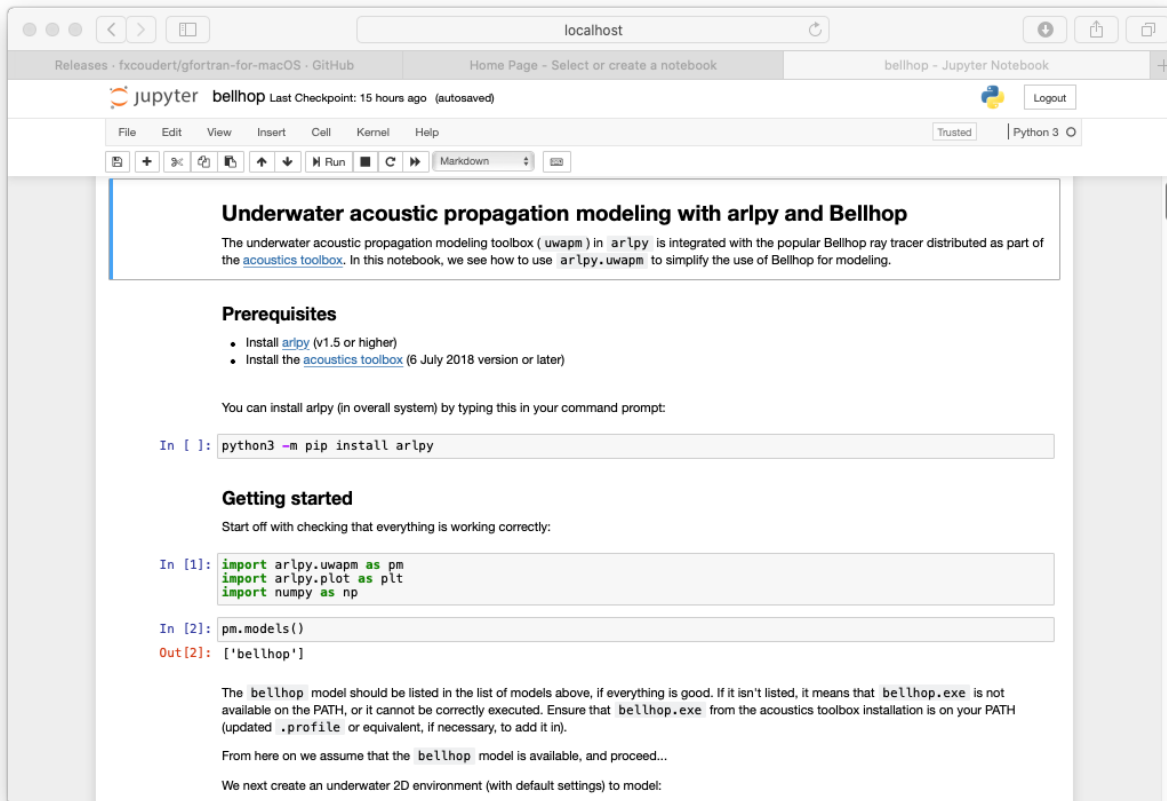 localhost
Releases · fxcoudert/gfortran-for-macOS · GitHub
Home Page - Select or create a notebook
bellhop - Jupyter Notebook
jupyter bellhop Last Checkpoint: 15 hours ago (autosaved)
Logout
File Edit View Insert Cell Kernel Help
Trusted
Python 3
Run
Markdown
Underwater acoustic propagation modeling with arlpy and Bellhop
The underwater acoustic propagation modeling toolbox ( uwapm ) in arlpy is integrated with the popular Bellhop ray tracer distributed as part of
the acoustics toolbox. In this notebook, we see how to use arlpy.uwapm to simplify the use of Bellhop for modeling.
Prerequisites
• Install arlpy (v1.5 or higher)
• Install the acoustics toolbox (6 July 2018 version or later)
You can install arlpy (in overall system) by typing this in your command prompt:
In [ ]: python3 -m pip install arlpy
Getting started
Start off with checking that everything is working correctly:
In [1]: import arlpy.uwapm as pm
import arlpy.plot as plt
import numpy as np
In [2]: pm.models()
Out[2]: ['bellhop']
The bellhop model should be listed in the list of models above, if everything is good. If it isn't listed, it means that bellhop.exe is not
available on the PATH, or it cannot be correctly executed. Ensure that bellhop.exe from the acoustics toolbox installation is on your PATH
(updated .profile or equivalent, if necessary, to add it in).
From here on we assume that the bellhop model is available, and proceed...
We next create an underwater 2D environment (with default settings) to model: